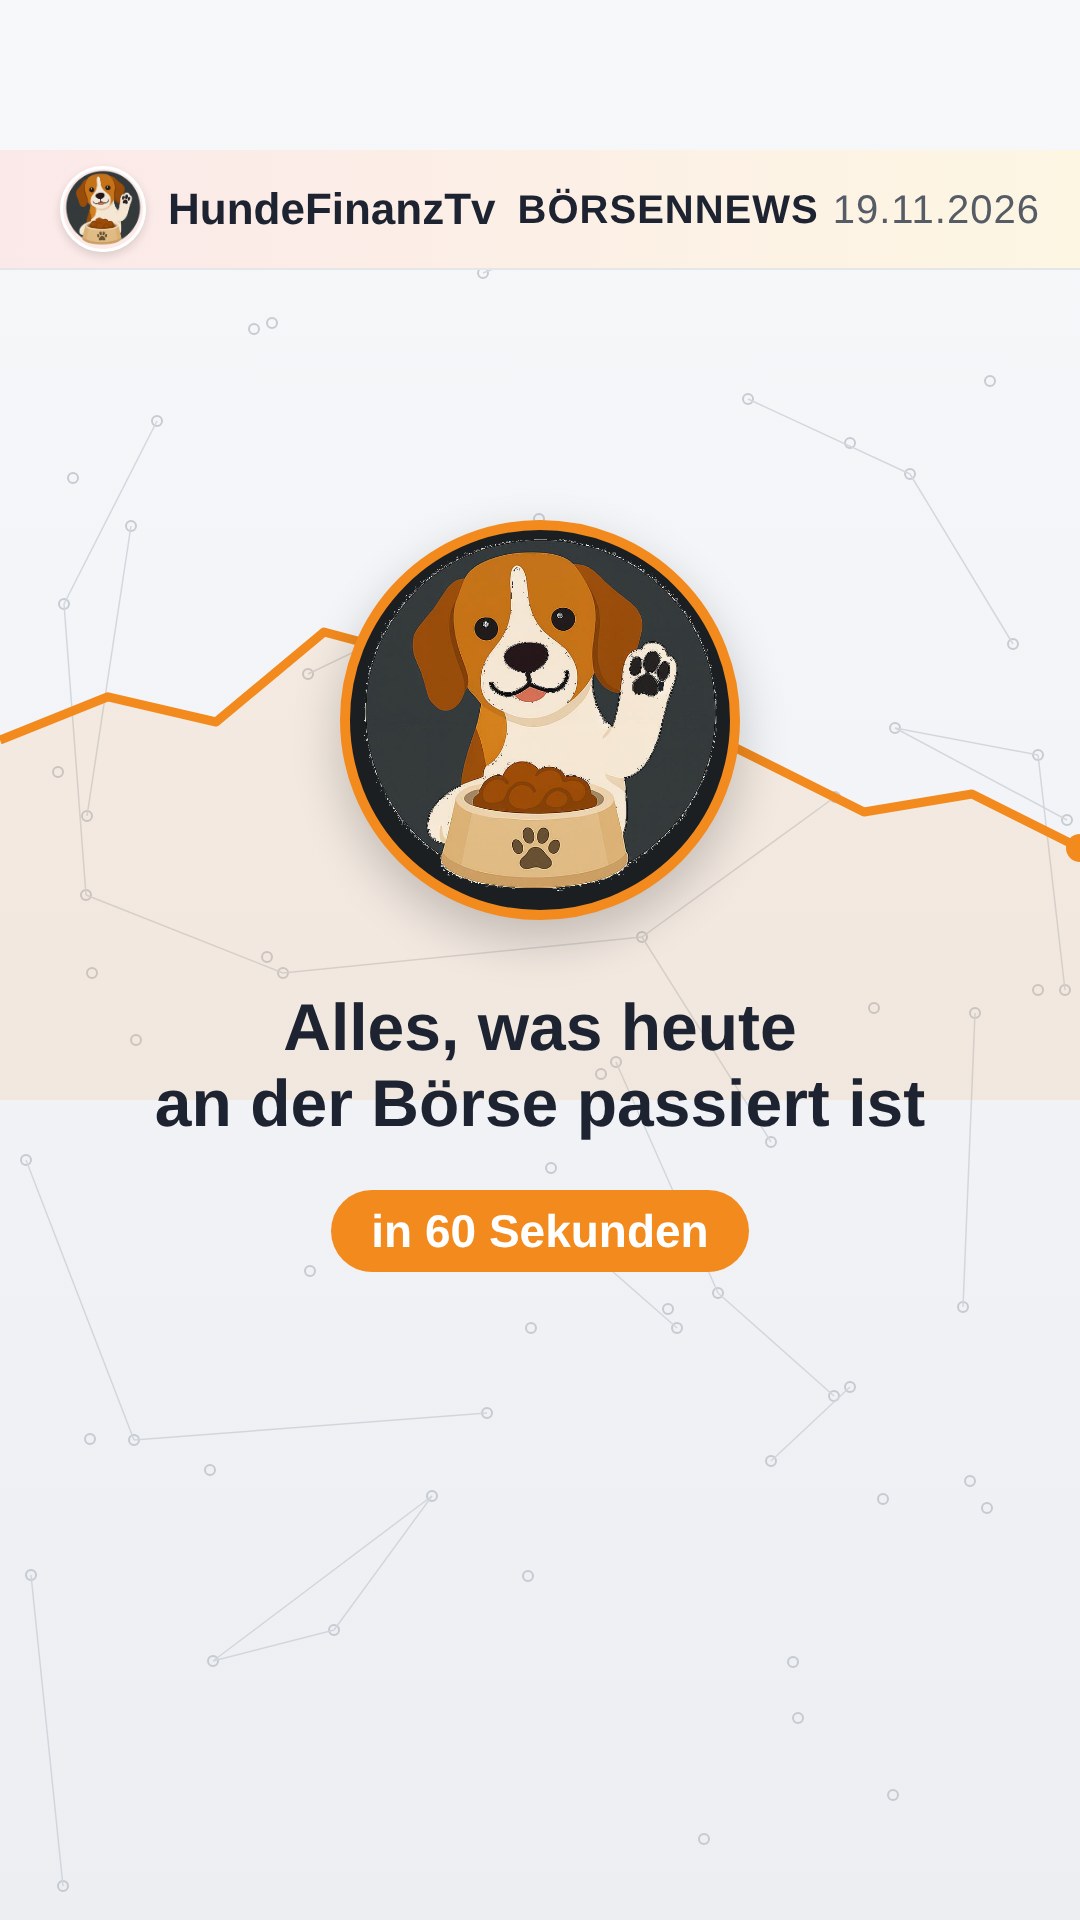 HundeFinanzTv BÖRSENNEWS 19.11.2026
Alles, was heute
an der Börse passiert ist
in 60 Sekunden